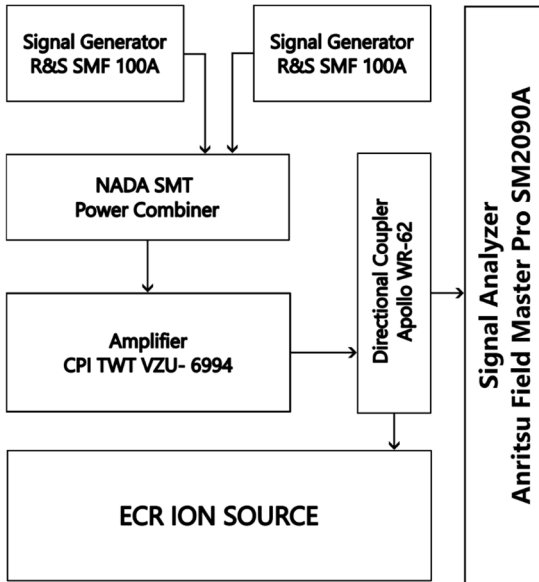 Signal Generator
R&S SMF 100A
Signal Generator
R&S SMF 100A
NADA SMT
Power Combiner
Amplifier
CPI TWT VZU- 6994
Directional Coupler
Apollo WR-62
ECR ION SOURCE
Signal Analyzer
Anritsu Field Master Pro SM2090A